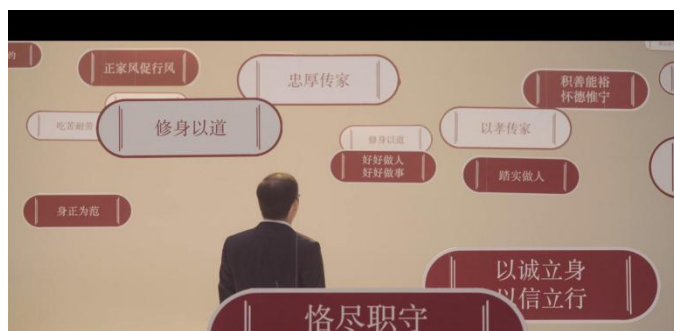 正家风促行风
忠厚传家
积善能裕
怀德惟宁
吃苦耐劳
修身以道
以孝传家
修身以道
好好做人
好好做事
踏实做人
身正为范
以诚立身
以信立行
恪尽职守